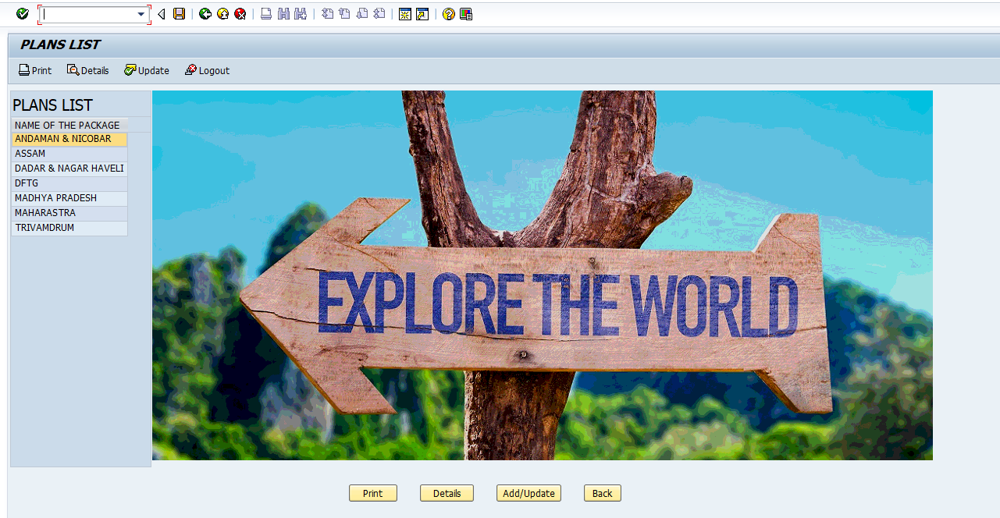 PLANS LIST
Print Details Update Logout
PLANS LIST
NAME OF THE PACKAGE
ANDAMAN & NICOBAR
ASSAM
DADAR & NAGAR HAVELI
DFTG
MADHYA PRADESH
MAHARASTRA
TRIVAMDRUM
EXPLORE THE WORLD
Print Details Add/Update Back